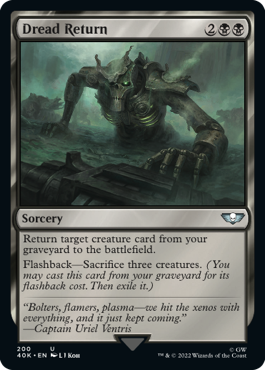 Dread Return 2
Sorcery
Return target creature card from your
graveyard to the battlefield.
Flashback—Sacrifice three creatures. (You
may cast this card from your graveyard for its
flashback cost. Then exile it.)
"Bolters, flamers, plasma—we hit the xenos with
everything, and it just kept coming."
—Captain Uriel Ventris
200 U © GW
40K • EN L J Koh ™ & © 2022 Wizards of the Coast